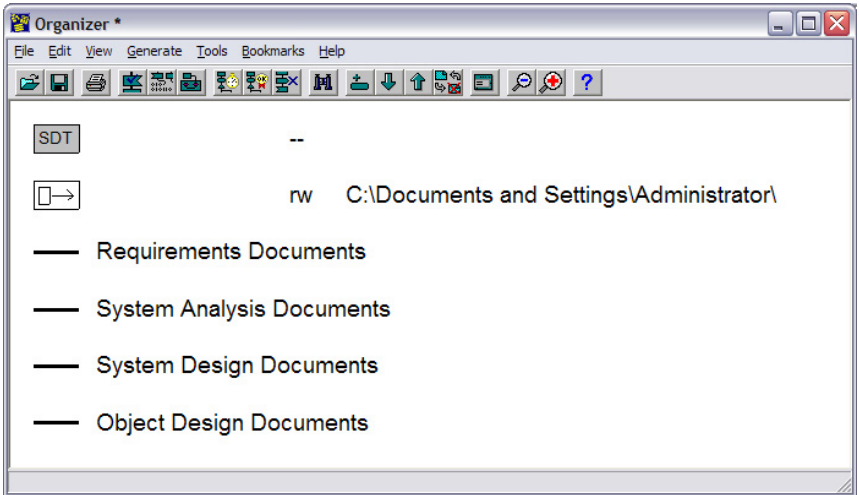 Organizer *
File Edit View Generate Tools Bookmarks Help
SDT --
rw C:\Documents and Settings\Administrator\
Requirements Documents
System Analysis Documents
System Design Documents
Object Design Documents